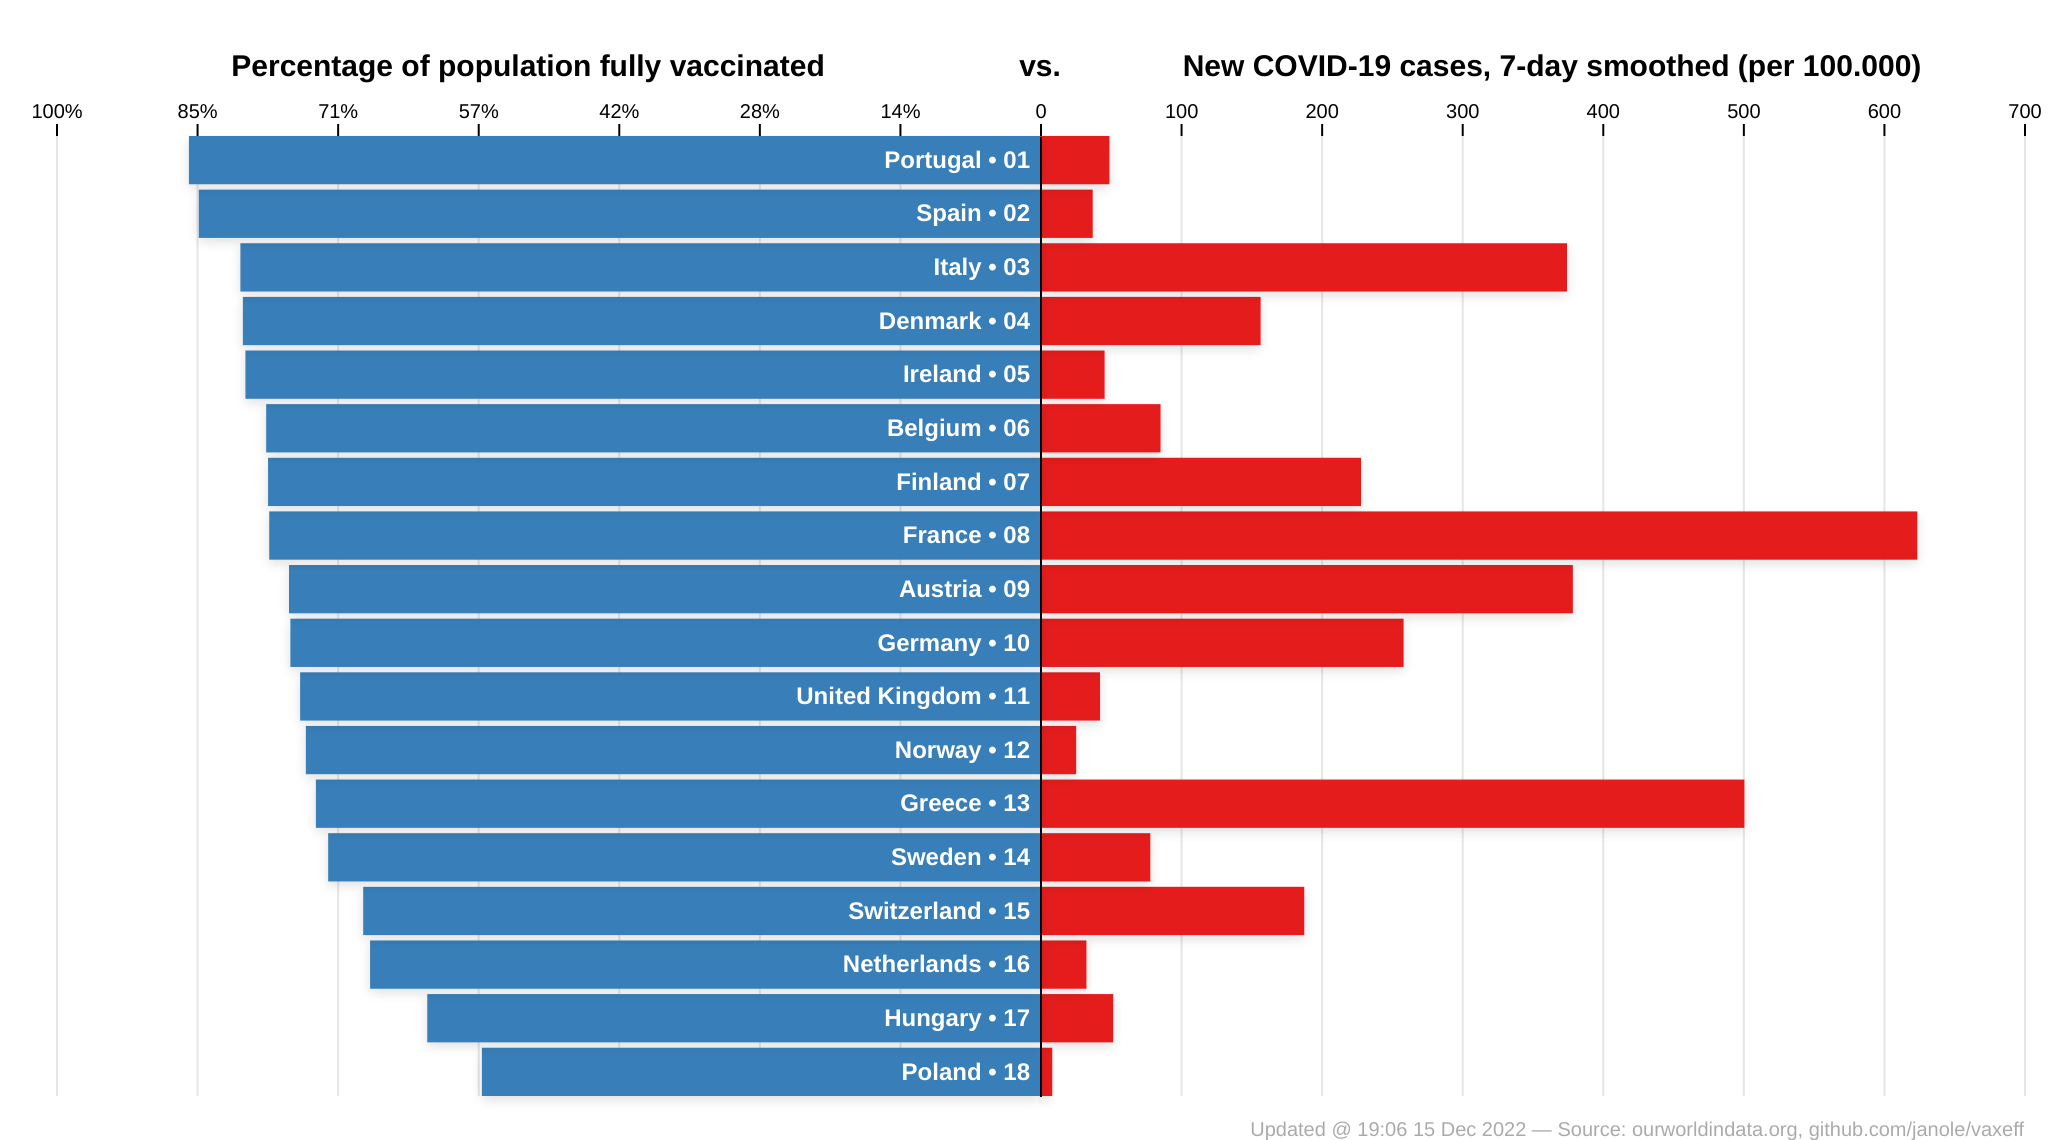 Percentage of population fully vaccinated vs. New COVID-19 cases, 7-day smoothed (per 100.000)
100% 85% 71% 57% 42% 28% 14% 0 100 200 300 400 500 600 700
Portugal • 01
Spain • 02
Italy • 03
Denmark • 04
Ireland • 05
Belgium • 06
Finland • 07
France • 08
Austria • 09
Germany • 10
United Kingdom • 11
Norway • 12
Greece • 13
Sweden • 14
Switzerland • 15
Netherlands • 16
Hungary • 17
Poland • 18
Updated @ 19:06 15 Dec 2022 — Source: ourworldindata.org, github.com/janole/vaxeff